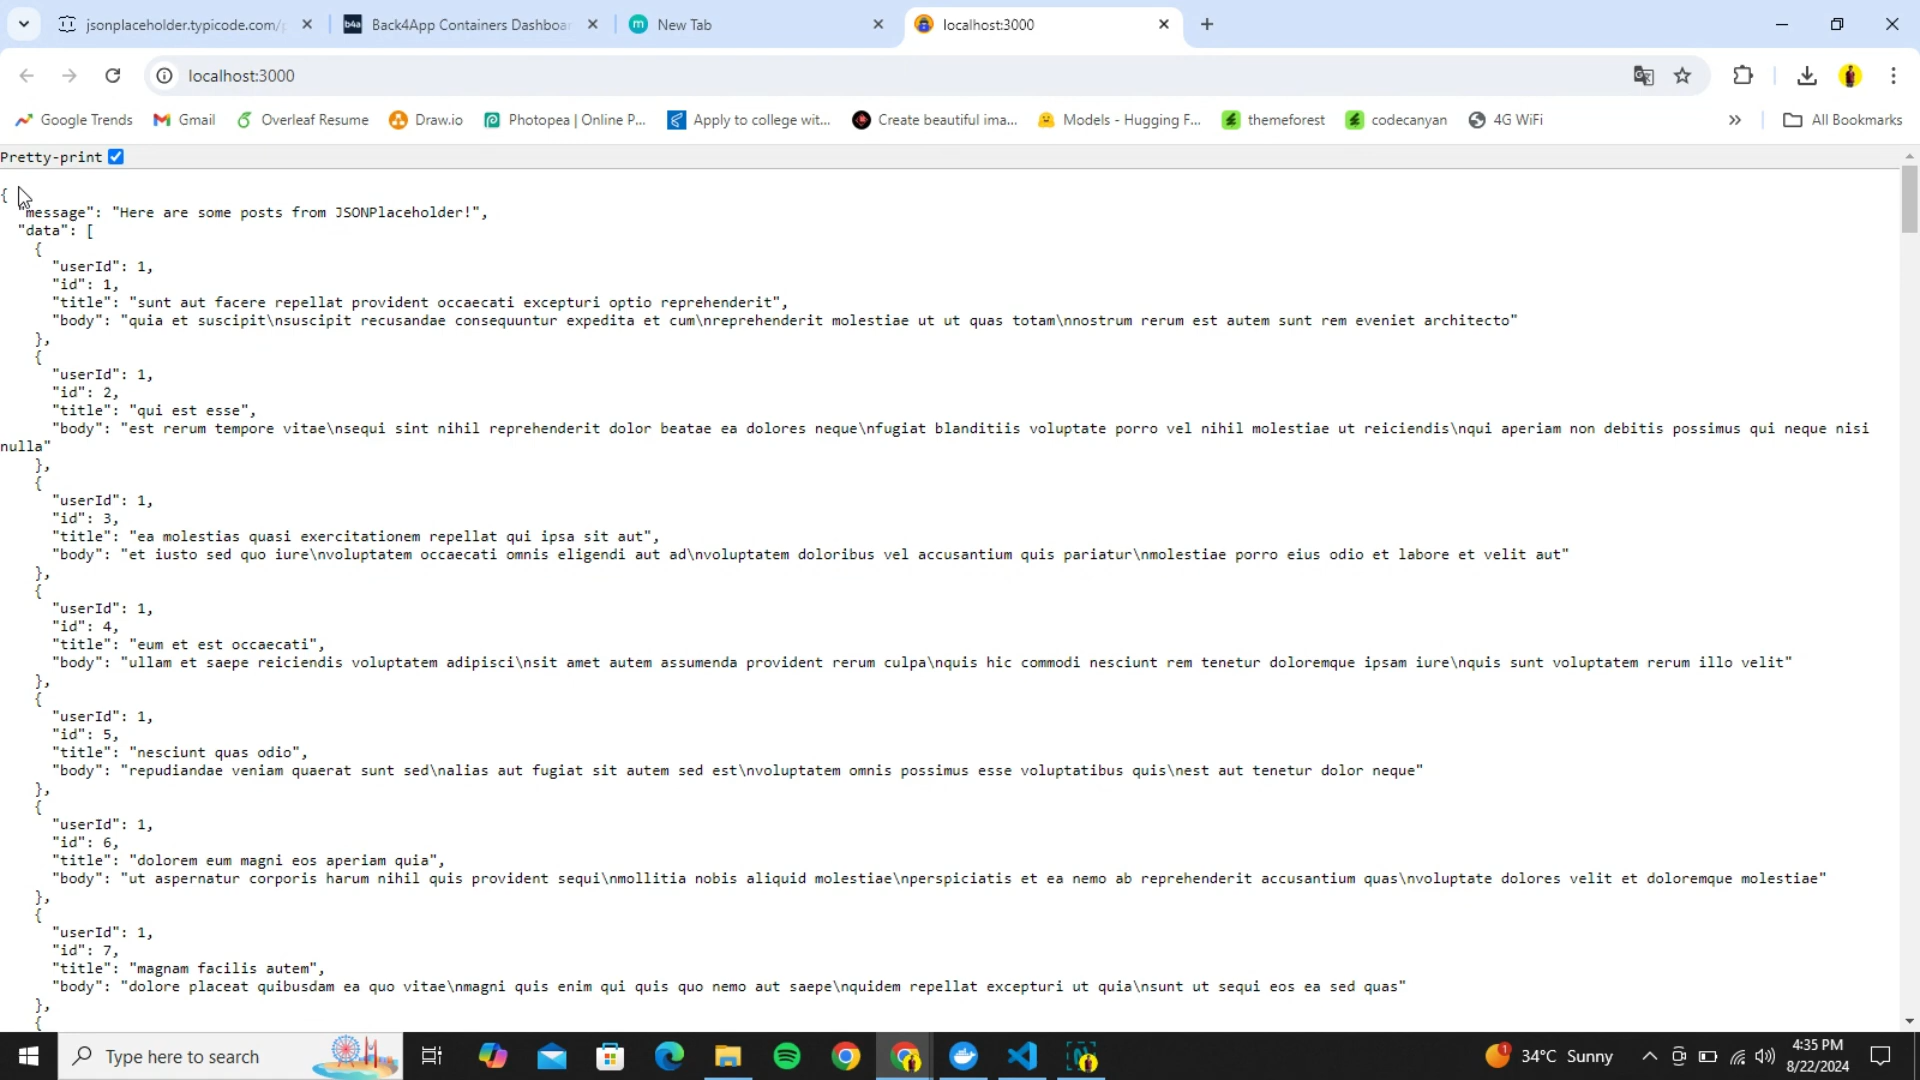 jsonplaceholder.typicode.com/p
b4a Back4App Containers Dashboar
m New Tab
localhost:3000
localhost:3000
Google Trends
Gmail
Overleaf Resume
Draw.io
Photopea | Online P...
Apply to college wit...
Create beautiful ima...
Models - Hugging F...
themeforest
codecanyan
4G WiFi
»
All Bookmarks
Pretty-print
{
"message": "Here are some posts from JSONPlaceholder!",
"data": [
{
"userId": 1,
"id": 1,
"title": "sunt aut facere repellat provident occaecati excepturi optio reprehenderit",
"body": "quia et suscipit\nsuscipit recusandae consequuntur expedita et cum\nreprehenderit molestiae ut ut quas totam\nnostrum rerum est autem sunt rem eveniet architecto"
},
{
"userId": 1,
"id": 2,
"title": "qui est esse",
"body": "est rerum tempore vitae\nsequi sint nihil reprehenderit dolor beatae ea dolores neque\nfugiat blanditiis voluptate porro vel nihil molestiae ut reiciendis\nqui aperiam non debitis possimus qui neque nisi
nulla"
},
{
"userId": 1,
"id": 3,
"title": "ea molestias quasi exercitationem repellat qui ipsa sit aut",
"body": "et iusto sed quo iure\nvoluptatem occaecati omnis eligendi aut ad\nvoluptatem doloribus vel accusantium quis pariatur\nmolestiae porro eius odio et labore et velit aut"
},
{
"userId": 1,
"id": 4,
"title": "eum et est occaecati",
"body": "ullam et saepe reiciendis voluptatem adipisci\nsit amet autem assumenda provident rerum culpa\nquis hic commodi nesciunt rem tenetur doloremque ipsam iure\nquis sunt voluptatem rerum illo velit"
},
{
"userId": 1,
"id": 5,
"title": "nesciunt quas odio",
"body": "repudiandae veniam quaerat sunt sed\nalias aut fugiat sit autem sed est\nvoluptatem omnis possimus esse voluptatibus quis\nest aut tenetur dolor neque"
},
{
"userId": 1,
"id": 6,
"title": "dolorem eum magni eos aperiam quia",
"body": "ut aspernatur corporis harum nihil quis provident sequi\nmollitia nobis aliquid molestiae\nperspiciatis et ea nemo ab reprehenderit accusantium quas\nvoluptate dolores velit et doloremque molestiae"
},
{
"userId": 1,
"id": 7,
"title": "magnam facilis autem",
"body": "dolore placeat quibusdam ea quo vitae\nmagni quis enim qui quis quo nemo aut saepe\nquidem repellat excepturi ut quia\nsunt ut sequi eos ea sed quas"
},
{
Type here to search
1
34°C Sunny
4:35 PM
8/22/2024